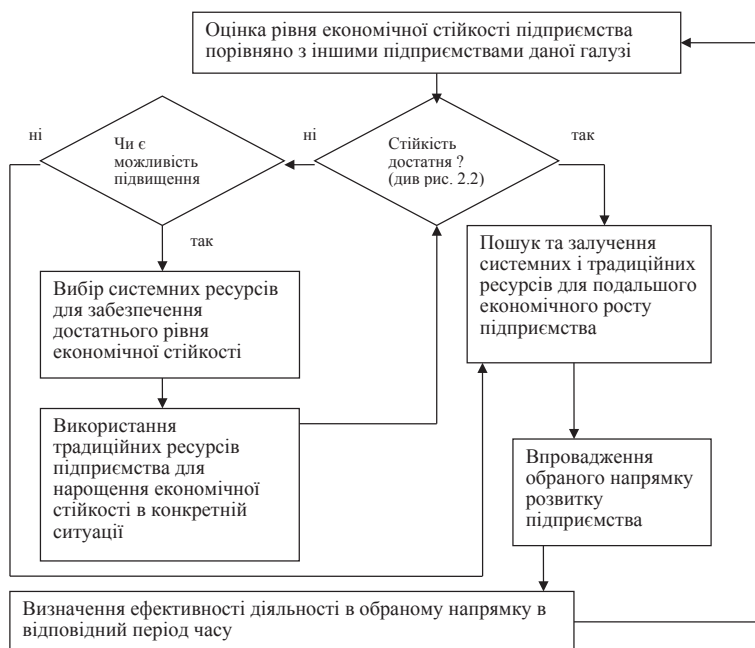 Оцінка рівня економічної стійкості підприємства
порівняно з іншими підприємствами даної галузі
ні
Чи є
можливість
підвищення
ні
Стійкість
достатня ?
(див рис. 2.2)
так
так
Вибір системних ресурсів
для забезпечення
достатнього рівня
економічної стійкості
Пошук та залучення
системних і традиційних
ресурсів для подальшого
економічного росту
підприємства
Використання
традиційних ресурсів
підприємства для
нарощення економічної
стійкості в конкретній
ситуації
Впровадження
обраного напрямку
розвитку
підприємства
Визначення ефективності діяльності в обраному напрямку в
відповідний період часу